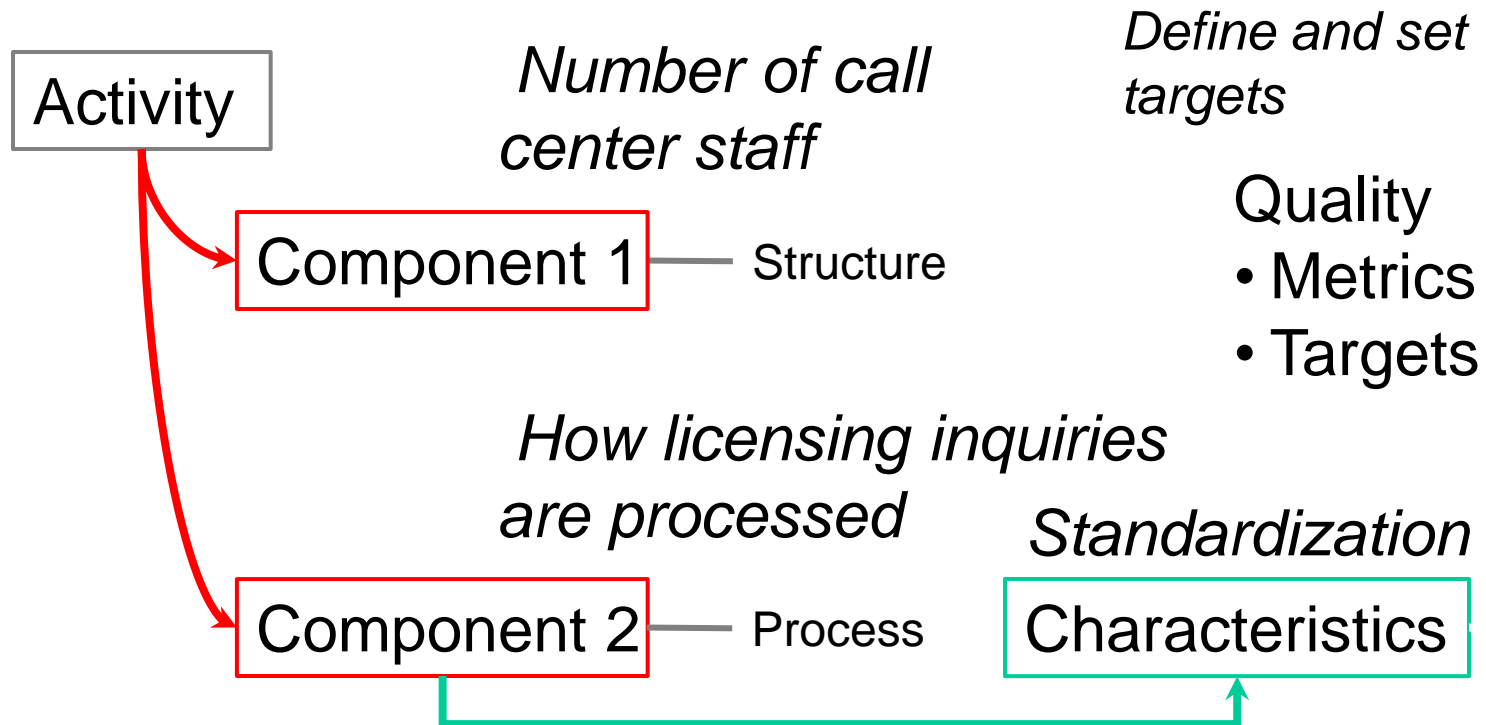 Activity
Number of call
center staff
Define and set
targets
Component 1
Structure
Quality
• Metrics
• Targets
How licensing inquiries
are processed
Component 2
Process
Standardization
Characteristics